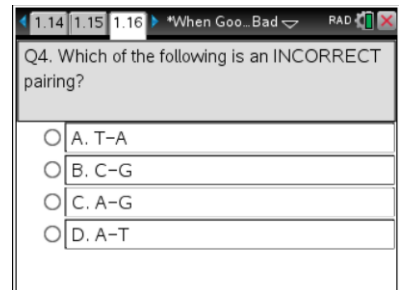 1.14 1.15 1.16 *When Goo...Bad RAD
Q4. Which of the following is an INCORRECT
pairing?
A. T-A
B. C-G
C. A-G
D. A-T